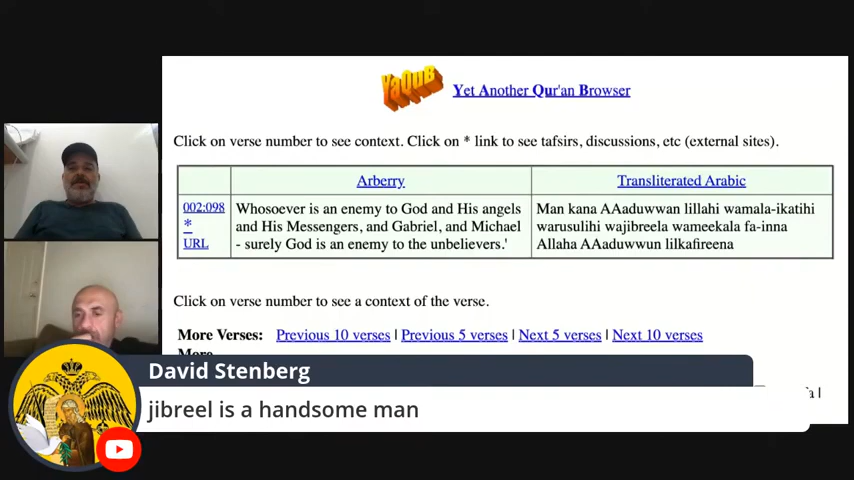 YaQuB Yet Another Qur'an Browser
Click on verse number to see context. Click on * link to see tafsirs, discussions, etc (external sites).
Arberry Transliterated Arabic
002:098 Whosoever is an enemy to God and His angels Man kana AAaduwwan lillahi wamala-ikatihi
* and His Messengers, and Gabriel, and Michael warusulihi wajibreela wameekala fa-inna
URL - surely God is an enemy to the unbelievers.' Allaha AAaduwwun lilkafireena
Click on verse number to see a context of the verse.
More Verses: Previous 10 verses | Previous 5 verses | Next 5 verses | Next 10 verses
More
David Stenberg
jibreel is a handsome man